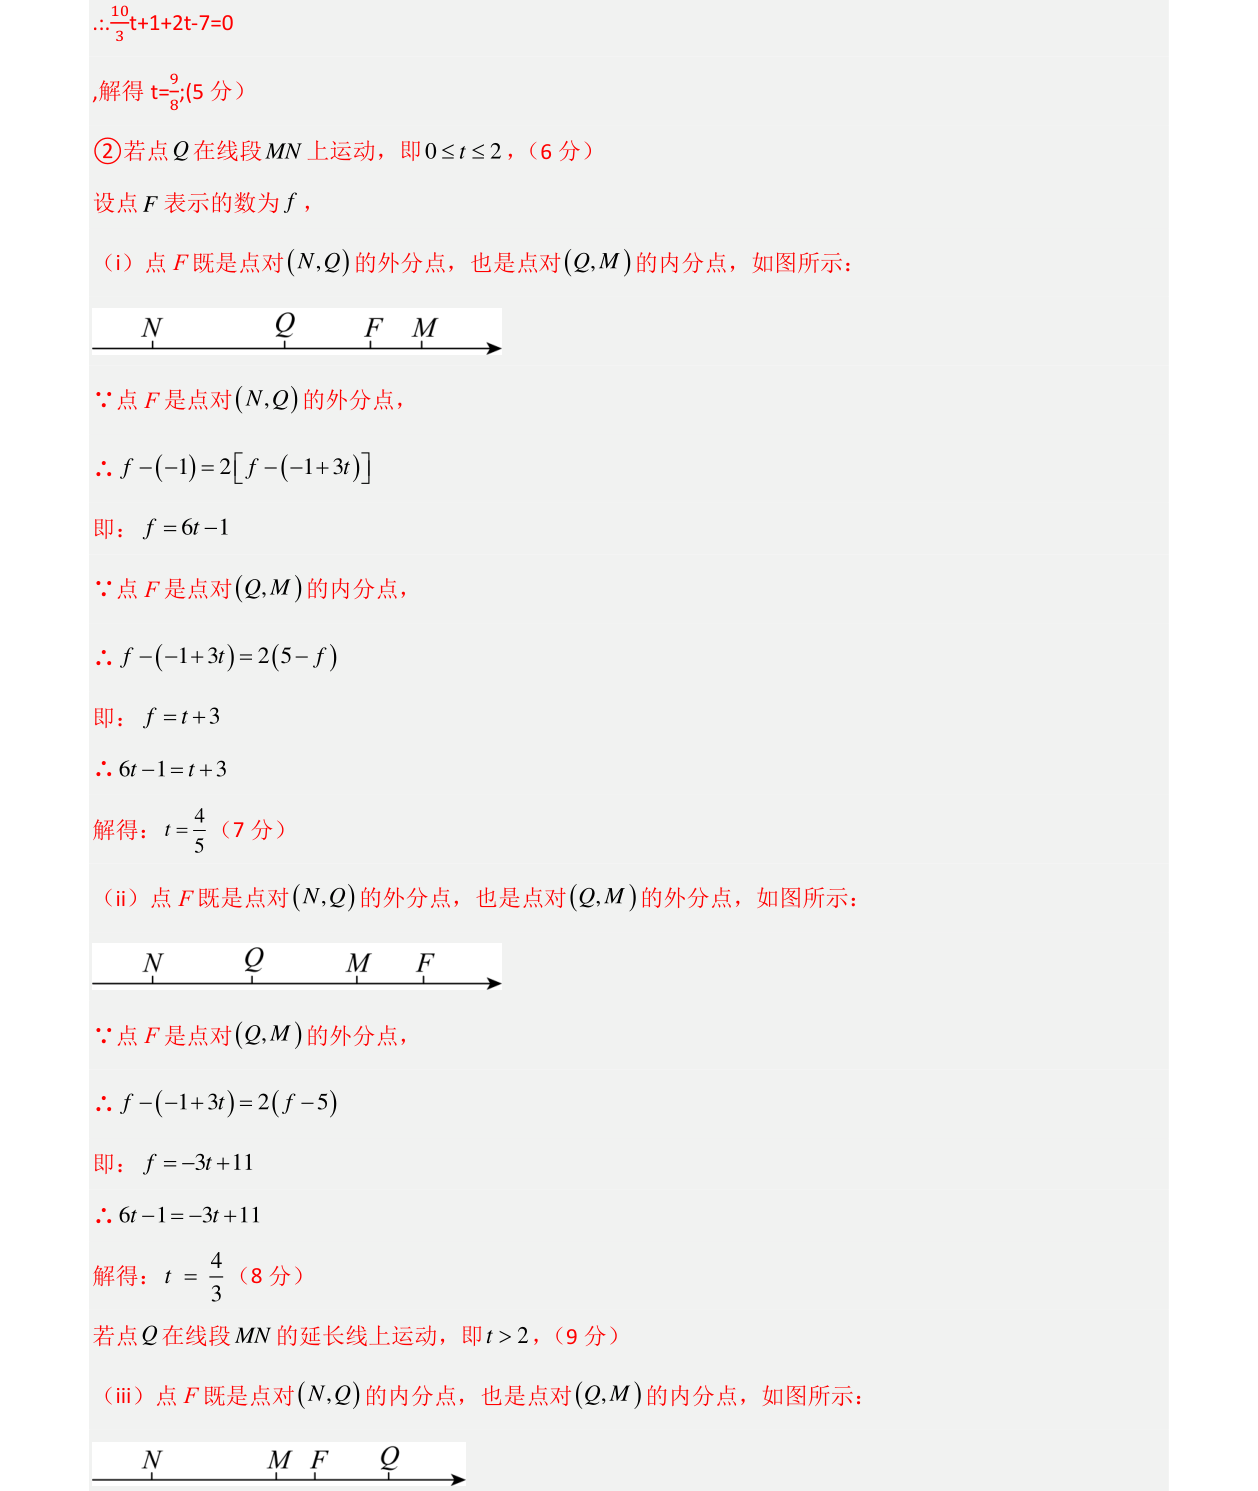 ∴10/3t+1+2t-7=0
,解得 t=9/8;(5 分）
②若点Q在线段MN上运动，即0≤t≤2，（6 分）
设点F表示的数为f，
（i）点F既是点对(N,Q)的外分点，也是点对(Q,M)的内分点，如图所示：
N Q F M
∵点F是点对(N,Q)的外分点，
∴f-(-1)=2[f-(-1+3t)]
即：f=6t-1
∵点F是点对(Q,M)的内分点，
∴f-(-1+3t)=2(5-f)
即：f=t+3
∴6t-1=t+3
解得：t=4/5（7 分）
（ii）点F既是点对(N,Q)的外分点，也是点对(Q,M)的外分点，如图所示：
N Q M F
∵点F是点对(Q,M)的外分点，
∴f-(-1+3t)=2(f-5)
即：f=-3t+11
∴6t-1=-3t+11
解得：t = 4/3（8 分）
若点Q在线段MN的延长线上运动，即t>2，（9 分）
（iii）点F既是点对(N,Q)的内分点，也是点对(Q,M)的内分点，如图所示：
N M F Q